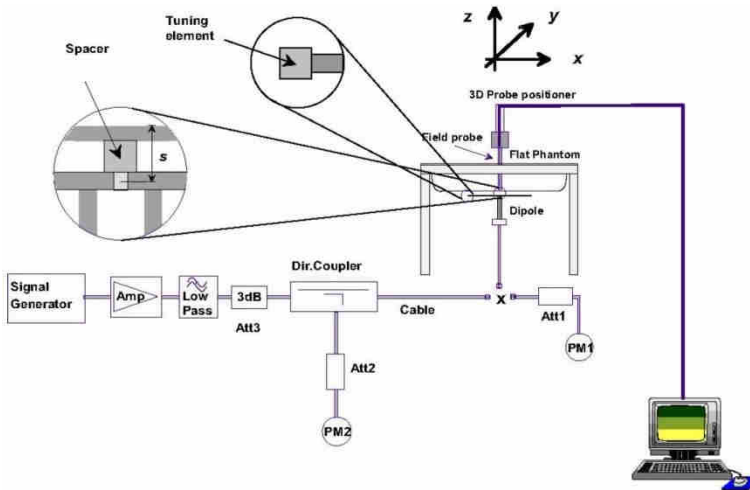 Tuning
element
Spacer
s
z
y
x
3D Probe positioner
Field probe
Flat Phantom
Dipole
Signal
Generator
Amp
Low
Pass
3dB
Att3
Dir.Coupler
Cable
x
Att1
PM1
Att2
PM2